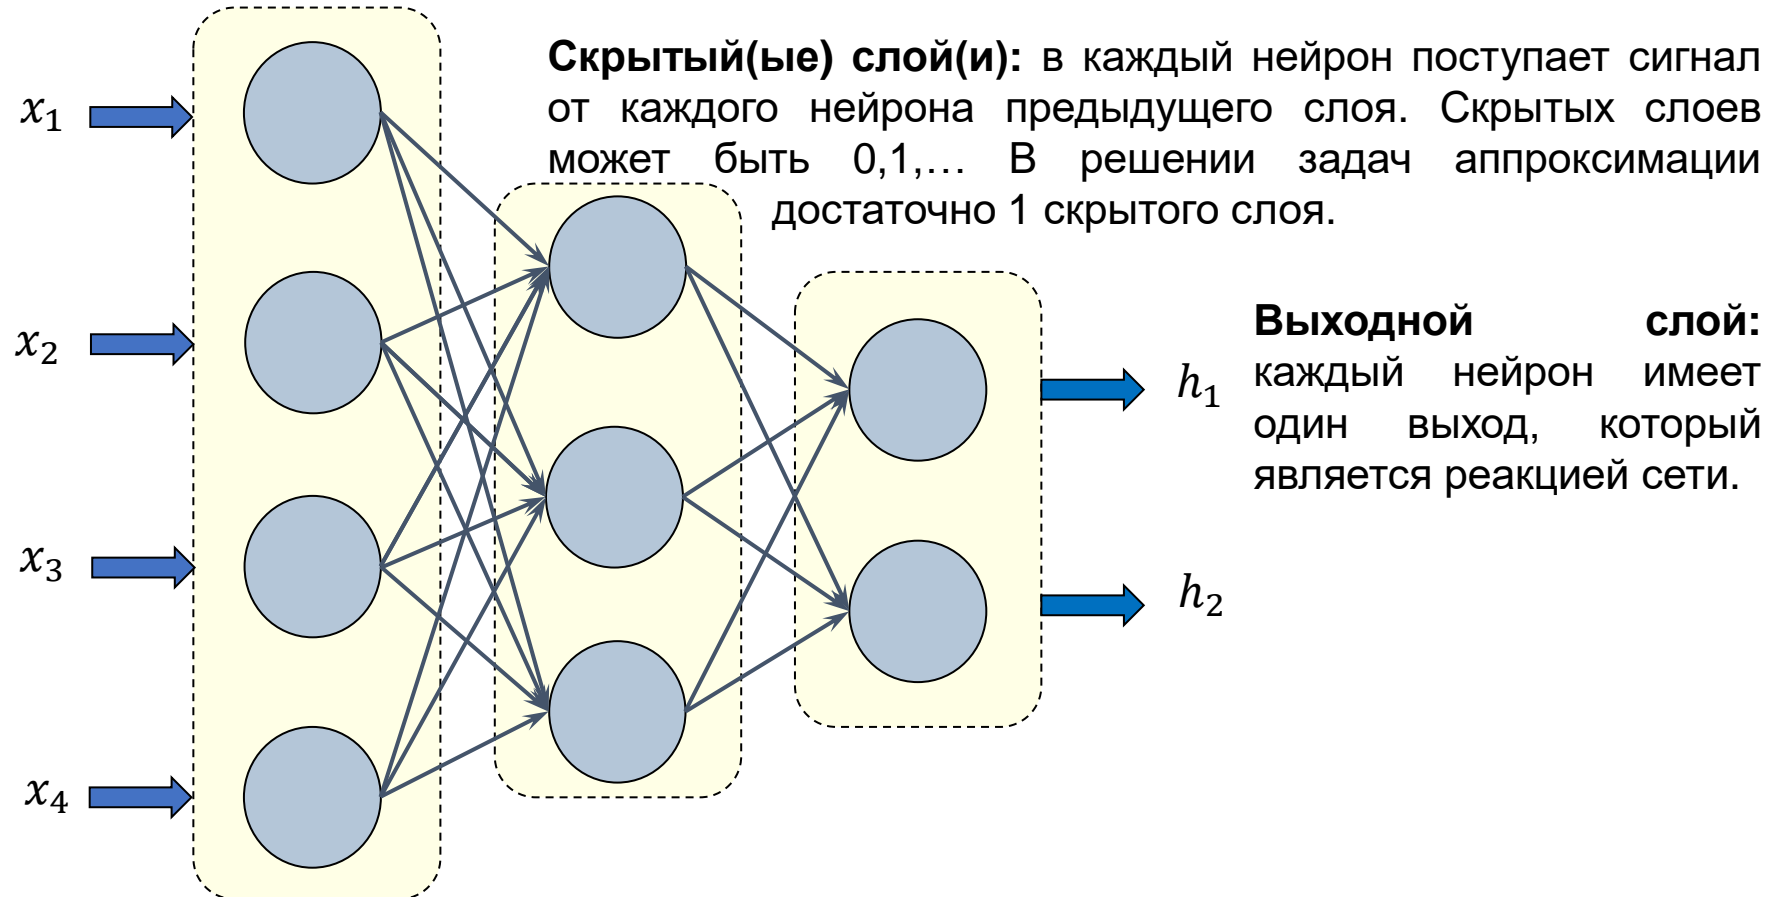 Скрытый(ые) слой(и): в каждый нейрон поступает сигнал
от каждого нейрона предыдущего слоя. Скрытых слоев
может быть 0,1,… В решении задач аппроксимации
достаточно 1 скрытого слоя.
x₁
x₂
x₃
x₄
Выходной слой:
каждый нейрон имеет
один выход, который
является реакцией сети.
h₁
h₂